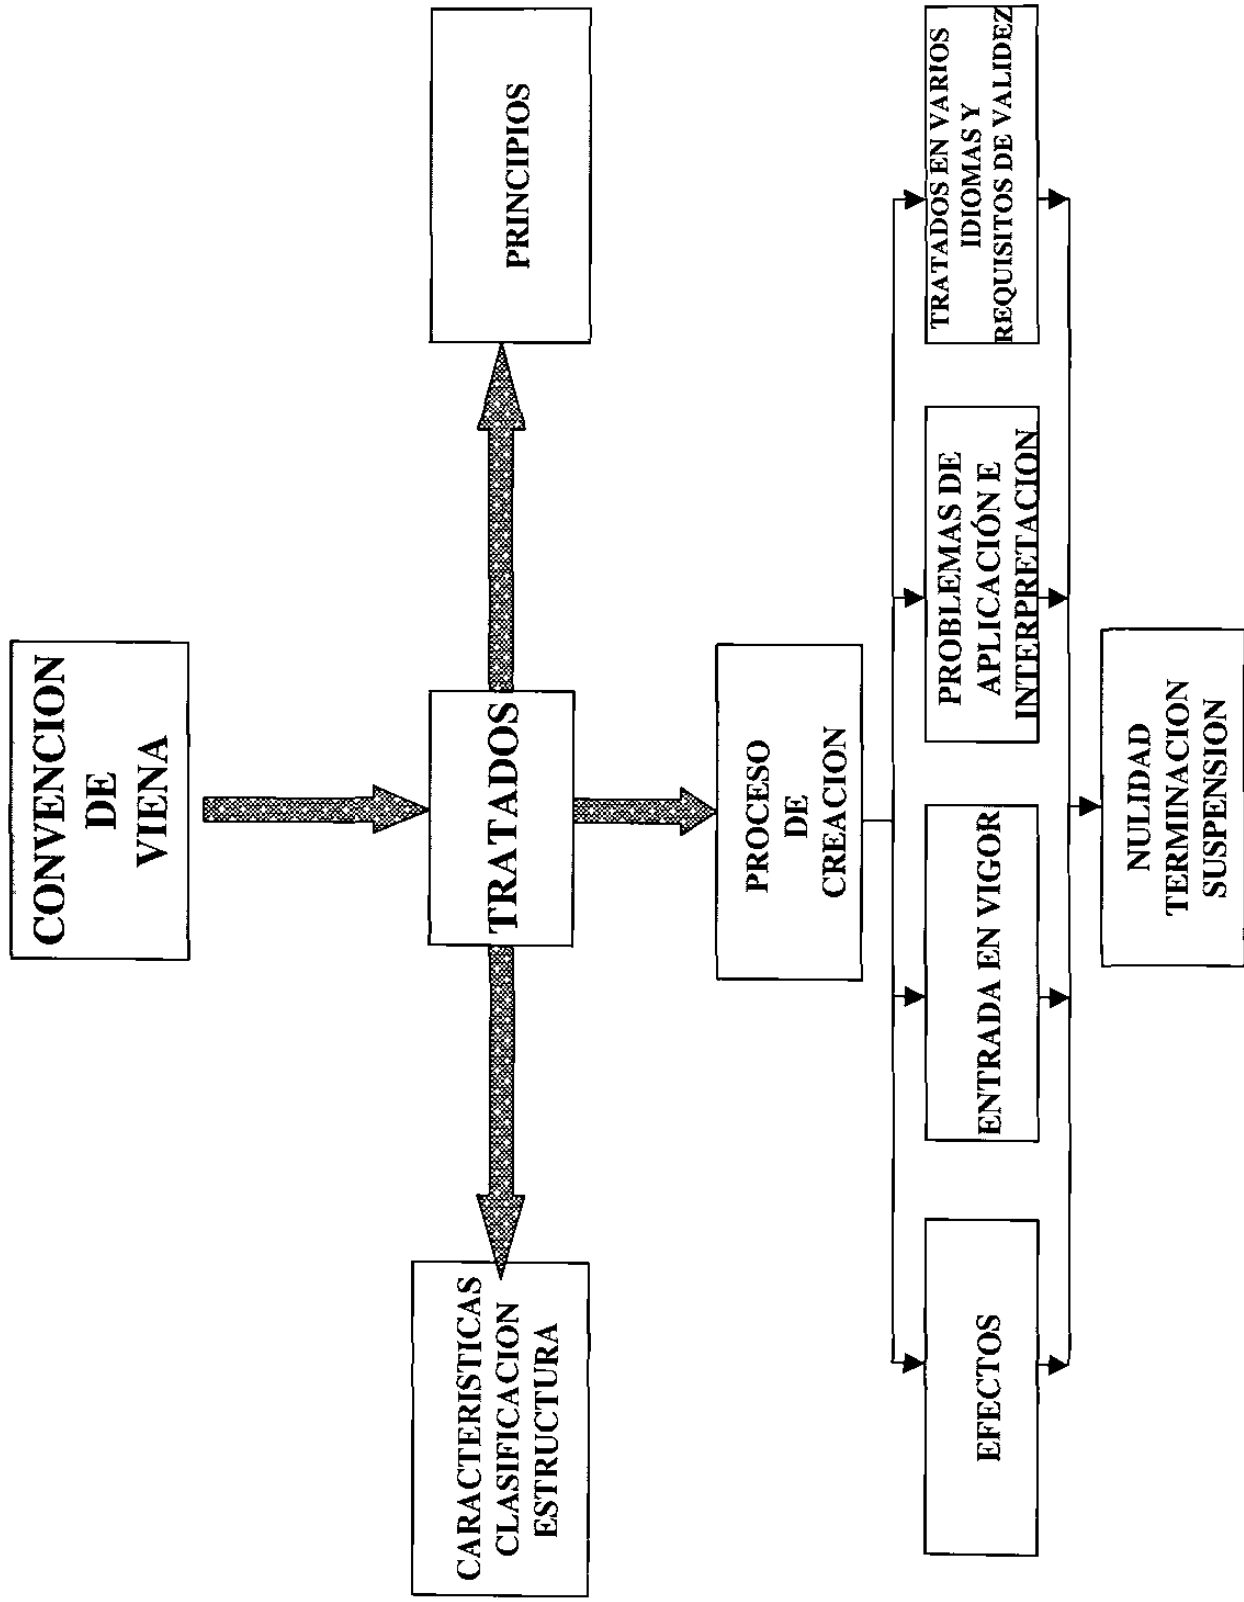 CONVENCION
DE
VIENA
CARACTERISTICAS
CLASIFICACION
ESTRUCTURA
TRATADOS
PRINCIPIOS
PROCESO
DE
CREACION
EFECTOS
ENTRADA EN VIGOR
PROBLEMAS DE
APLICACIÓN E
INTERPRETACION
TRATADOS EN VARIOS
IDIOMAS Y
REQUISITOS DE VALIDEZ
NULIDAD
TERMINACION
SUSPENSION